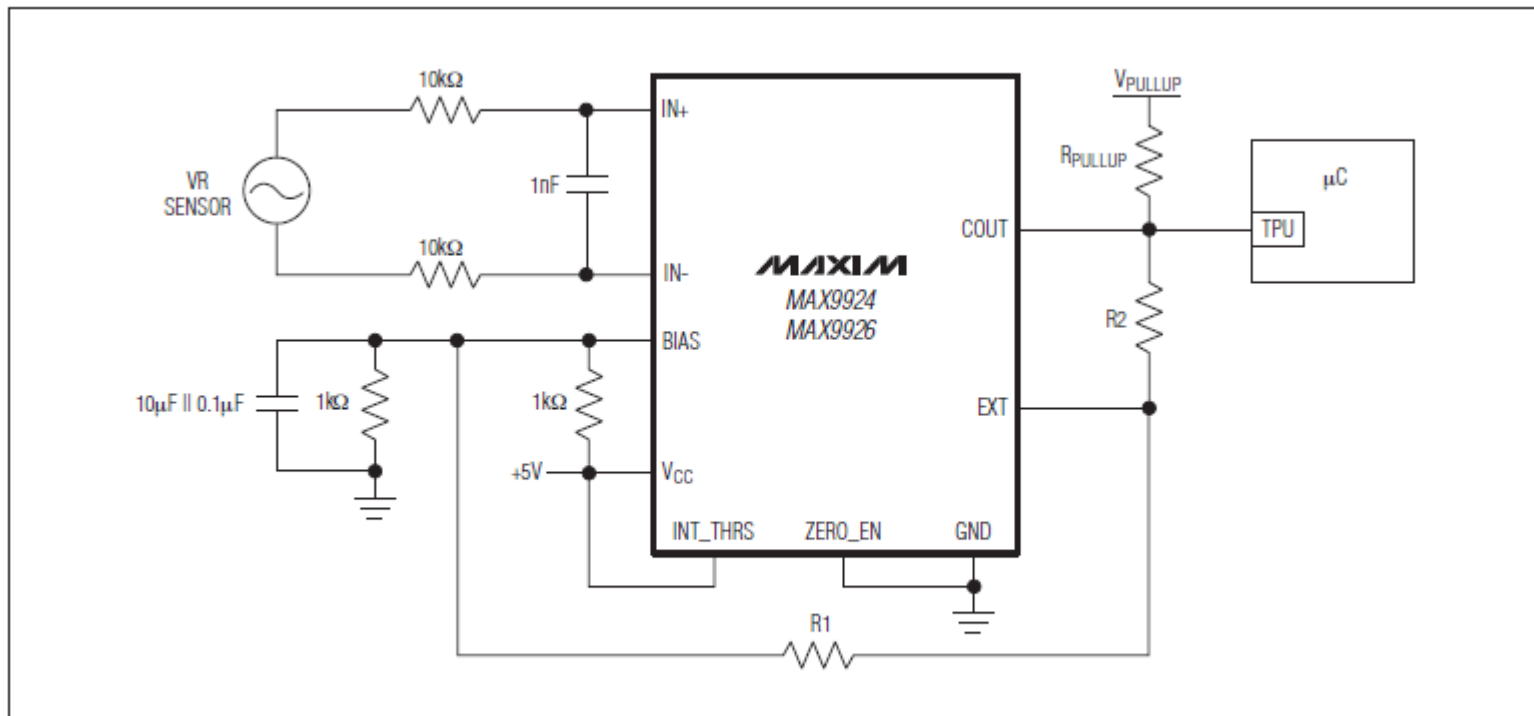 10kΩ
VR
SENSOR
1nF
10kΩ
10µF || 0.1µF
1kΩ
1kΩ
+5V
IN+
IN-
BIAS
VCC
INT_THRS
ZERO_EN
GND
MAXIM
MAX9924
MAX9926
COUT
EXT
VPULLUP
RPULLUP
R2
µC
TPU
R1